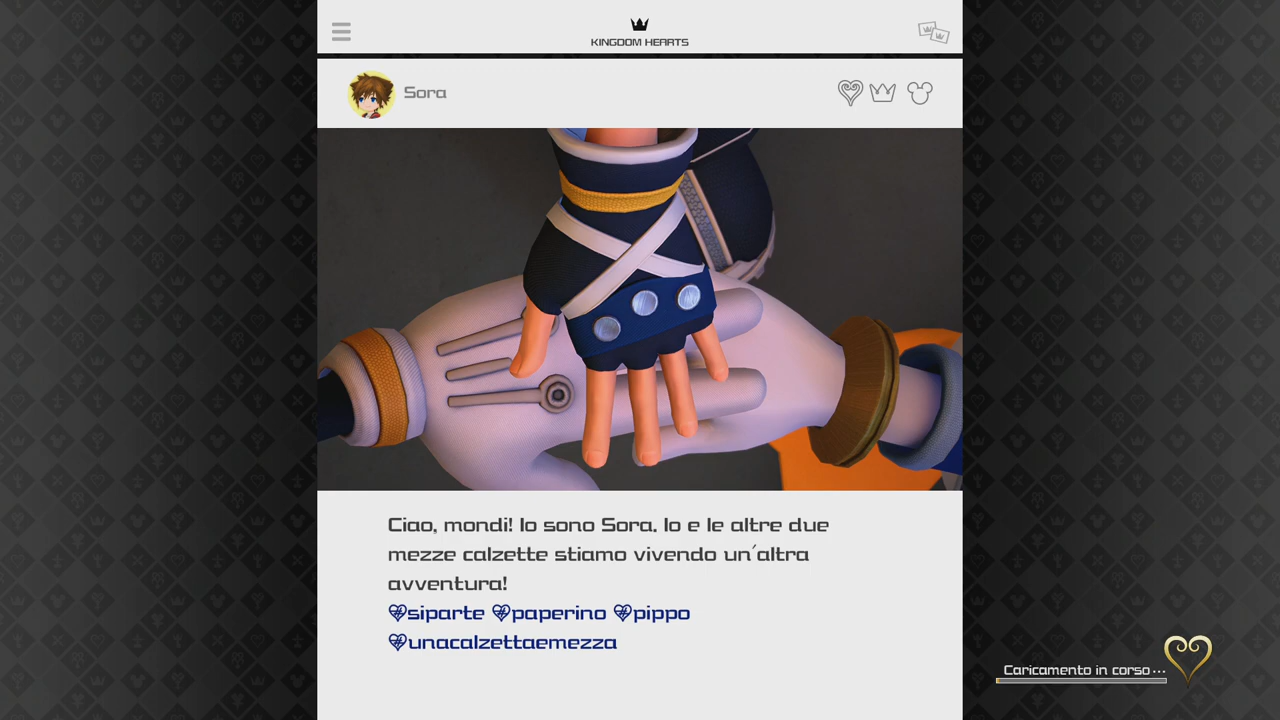 KINGDOM HEARTS
Sora
Ciao, mondi! Io sono Sora. Io e le altre due
mezze calzette stiamo vivendo un'altra
avventura!
#siparte #paperino #pippo
#unacalzettaemezza
Caricamento in corso...